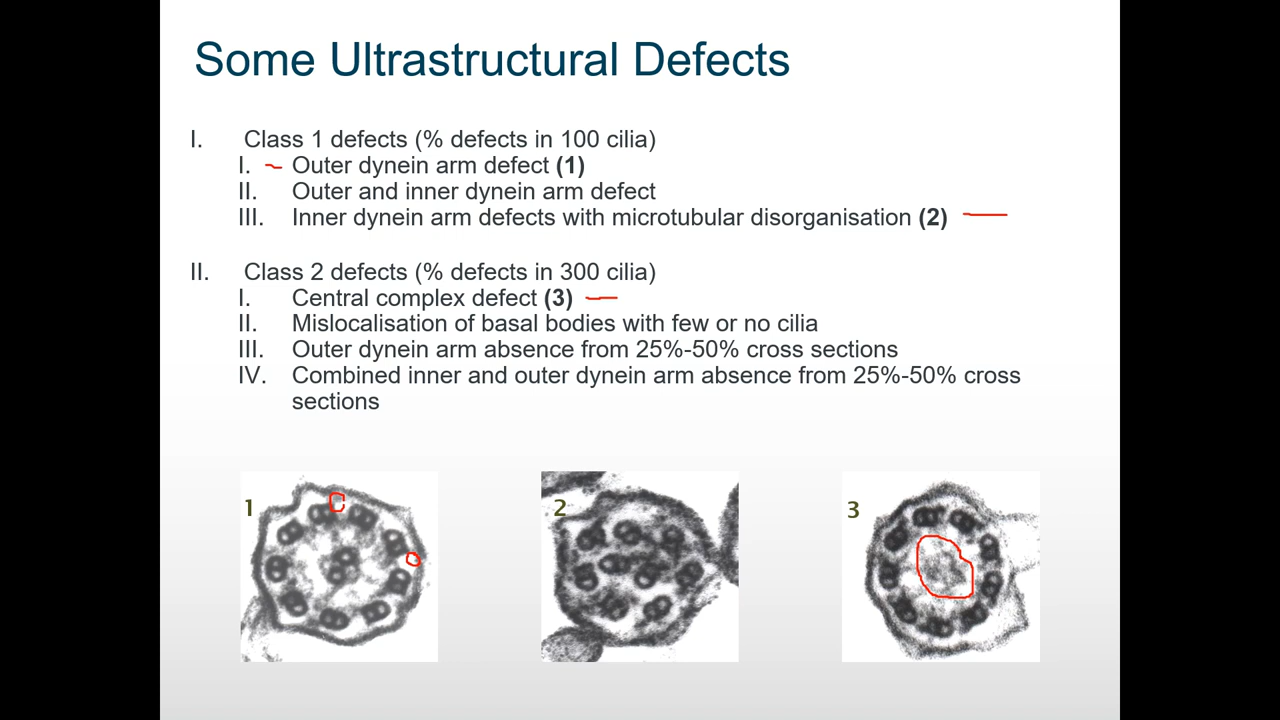 Some Ultrastructural Defects
I. Class 1 defects (% defects in 100 cilia)
I. Outer dynein arm defect (1)
II. Outer and inner dynein arm defect
III. Inner dynein arm defects with microtubular disorganisation (2)
II. Class 2 defects (% defects in 300 cilia)
I. Central complex defect (3)
II. Mislocalisation of basal bodies with few or no cilia
III. Outer dynein arm absence from 25%-50% cross sections
IV. Combined inner and outer dynein arm absence from 25%-50% cross
sections
1
2
3